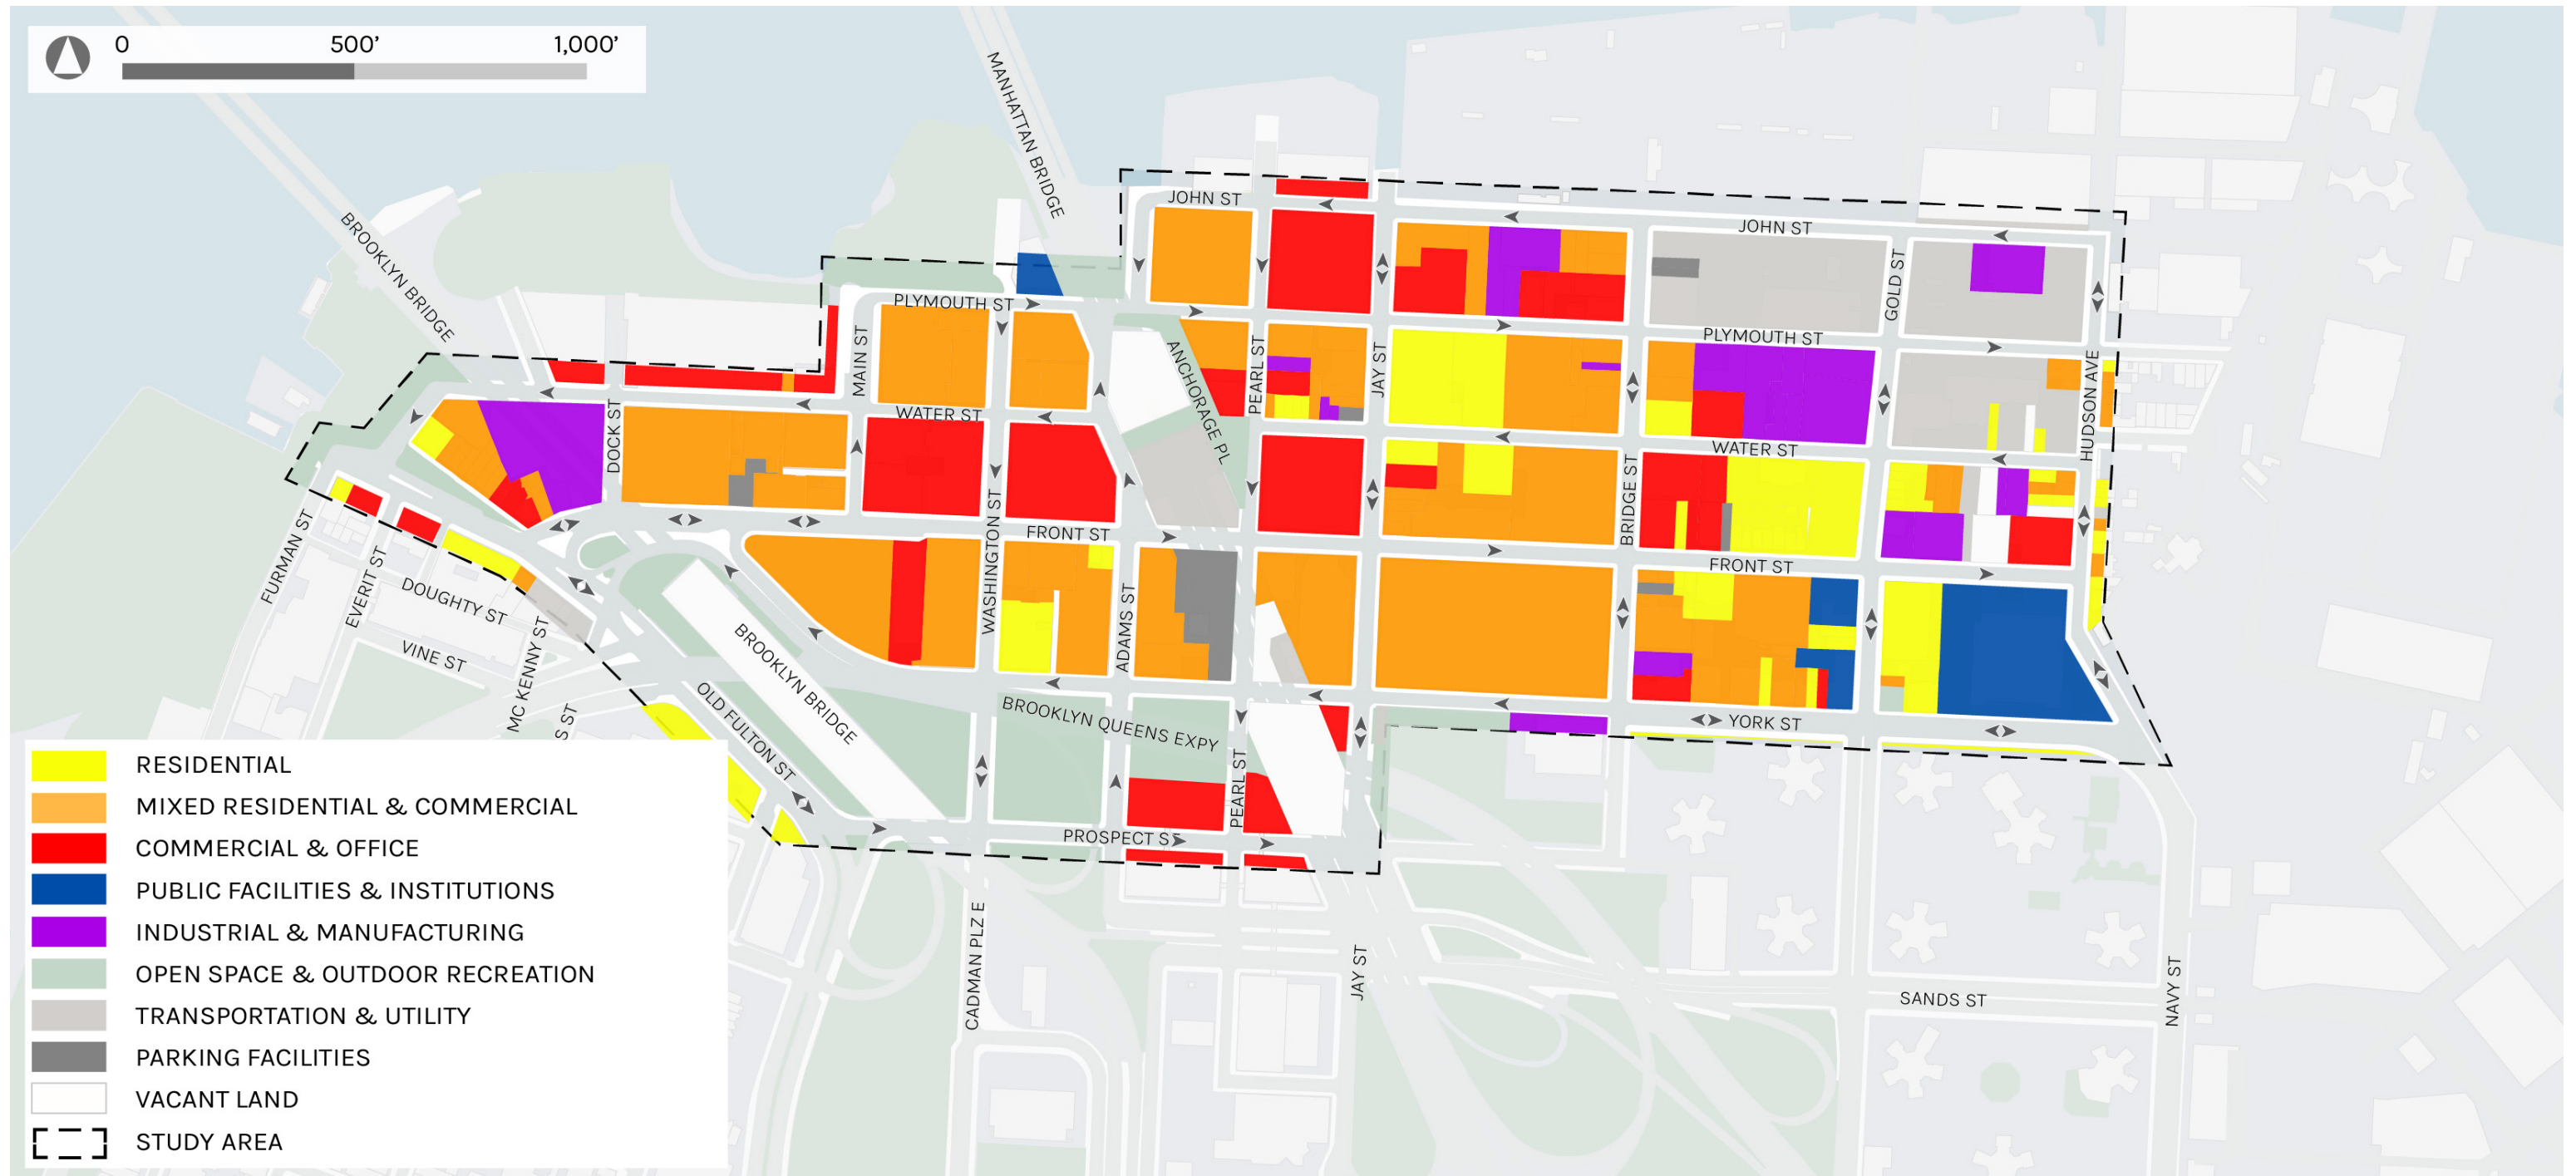 0 500' 1,000'
MANHATTAN BRIDGE
BROOKLYN BRIDGE
JOHN ST
JOHN ST
PLYMOUTH ST
PLYMOUTH ST
MAIN ST
ANCHORAGE PL
PEARL ST
JAY ST
GOLD ST
HUDSON AVE
WATER ST
WATER ST
DOCK ST
BRIDGE ST
WASHINGTON ST
FRONT ST
FRONT ST
ADAMS ST
FURMAN ST
EVERIT ST
DOUGHTY ST
VINE ST
MC KENNY ST
S ST
OLD FULTON ST
BROOKLYN BRIDGE
BROOKLYN QUEENS EXPY
YORK ST
PEARL ST
PROSPECT ST
CADMAN PLZ E
JAY ST
SANDS ST
NAVY ST
RESIDENTIAL
MIXED RESIDENTIAL & COMMERCIAL
COMMERCIAL & OFFICE
PUBLIC FACILITIES & INSTITUTIONS
INDUSTRIAL & MANUFACTURING
OPEN SPACE & OUTDOOR RECREATION
TRANSPORTATION & UTILITY
PARKING FACILITIES
VACANT LAND
STUDY AREA